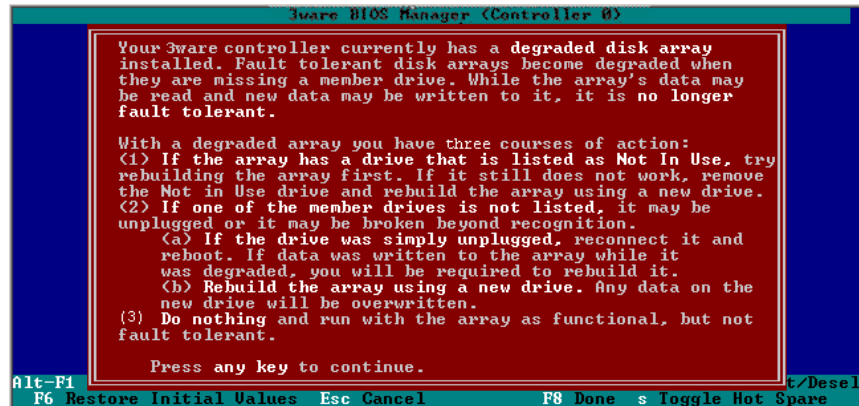 3ware BIOS Manager (Controller 0)
Your 3ware controller currently has a degraded disk array
installed. Fault tolerant disk arrays become degraded when
they are missing a member drive. While the array's data may
be read and new data may be written to it, it is no longer
fault tolerant.
With a degraded array you have three courses of action:
(1) If the array has a drive that is listed as Not In Use, try
rebuilding the array first. If it still does not work, remove
the Not in Use drive and rebuild the array using a new drive.
(2) If one of the member drives is not listed, it may be
unplugged or it may be broken beyond recognition.
(a) If the drive was simply unplugged, reconnect it and
reboot. If data was written to the array while it
was degraded, you will be required to rebuild it.
(b) Rebuild the array using a new drive. Any data on the
new drive will be overwritten.
(3) Do nothing and run with the array as functional, but not
fault tolerant.
Press any key to continue.
Alt-F1 t/Desel
F6 Restore Initial Values Esc Cancel F8 Done s Toggle Hot Spare